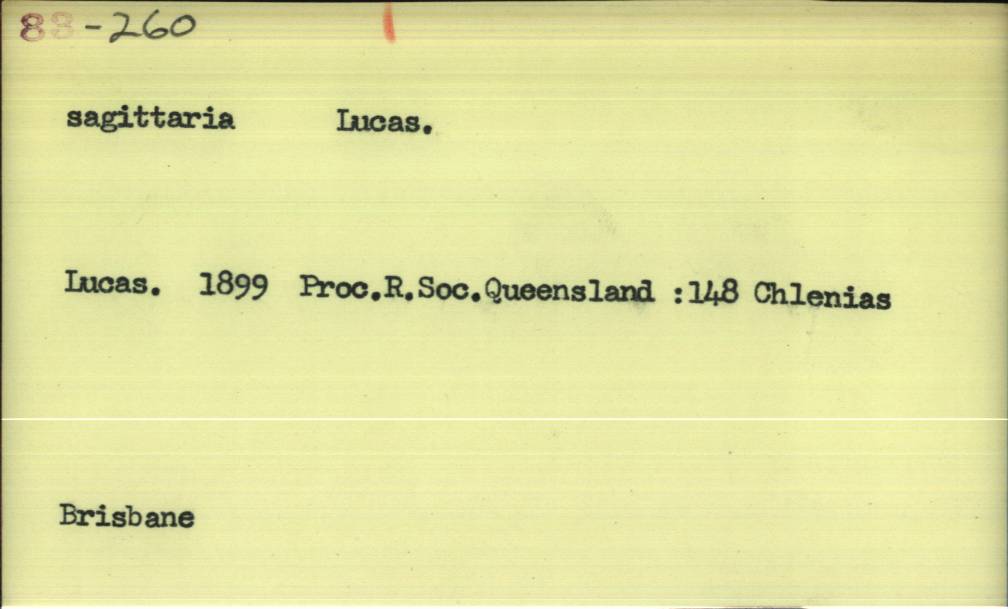 83-260
sagittaria Lucas.
Lucas. 1899 Proc.R.Soc.Queensland :148 Chlenias
Brisbane